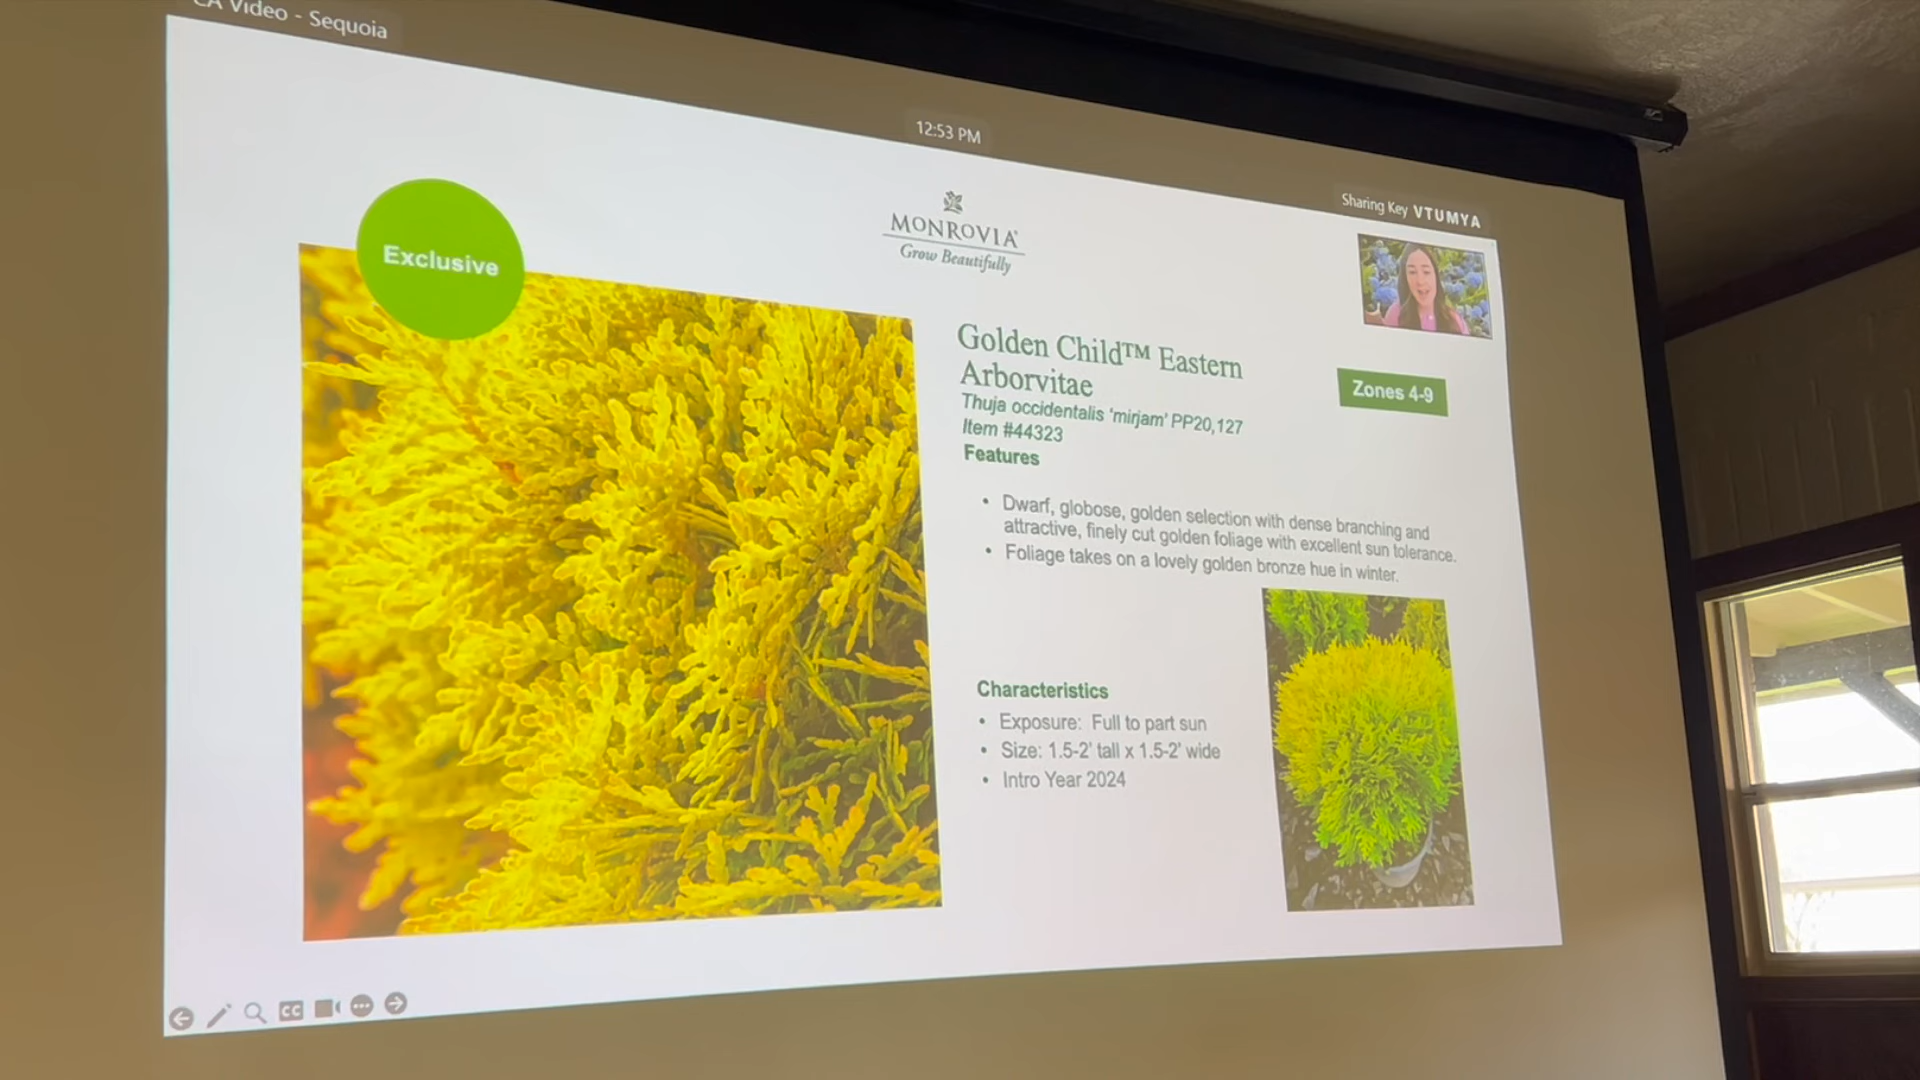 CA Video - Sequoia
12:53 PM
Sharing Key VTUMYA
Exclusive
MONROVIA
Grow Beautifully
Golden Child™ Eastern
Arborvitae
Thuja occidentalis ‘mirjam’ PP20,127
Item #44323
Features
Zones 4-9
• Dwarf, globose, golden selection with dense branching and
attractive, finely cut golden foliage with excellent sun tolerance.
• Foliage takes on a lovely golden bronze hue in winter.
Characteristics
• Exposure: Full to part sun
• Size: 1.5-2' tall x 1.5-2' wide
• Intro Year 2024
CC